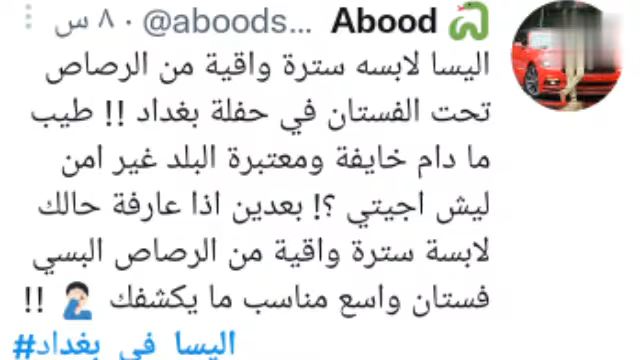 Abood 🐍 @aboods... · ٨ س
اليسا لابسه سترة واقية من الرصاص
تحت الفستان في حفلة بغداد !! طيب
ما دام خايفة ومعتبرة البلد غير امن
ليش اجيتي ؟! بعدين اذا عارفة حالك
لابسة سترة واقية من الرصاص البسي
فستان واسع مناسب ما يكشفك 🤦🏻‍♂️ !!
#اليسا_في_بغداد